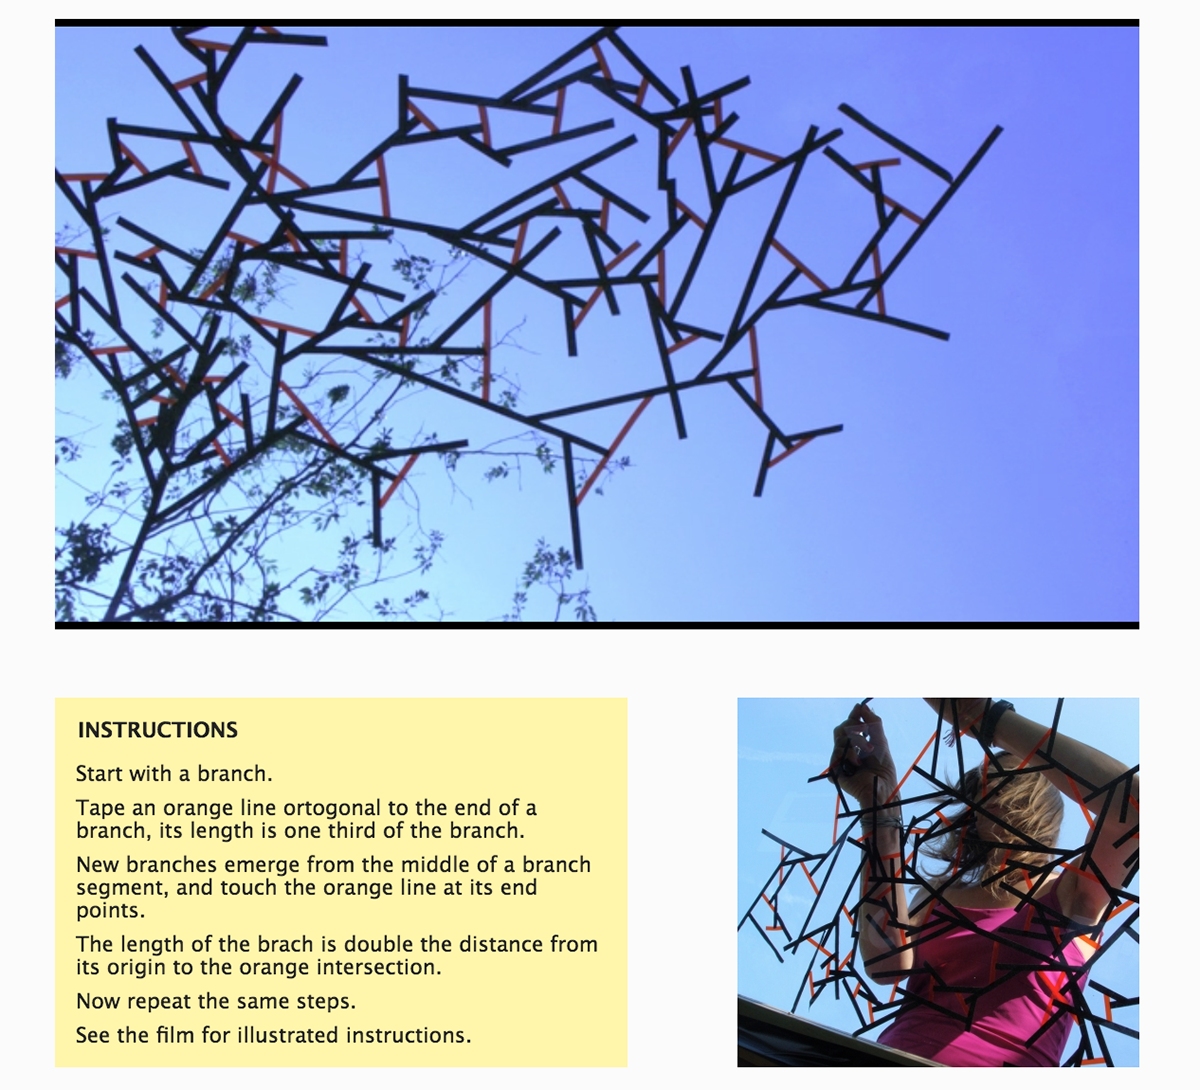 INSTRUCTIONS
Start with a branch.
Tape an orange line ortogonal to the end of a
branch, its length is one third of the branch.
New branches emerge from the middle of a branch
segment, and touch the orange line at its end
points.
The length of the brach is double the distance from
its origin to the orange intersection.
Now repeat the same steps.
See the film for illustrated instructions.